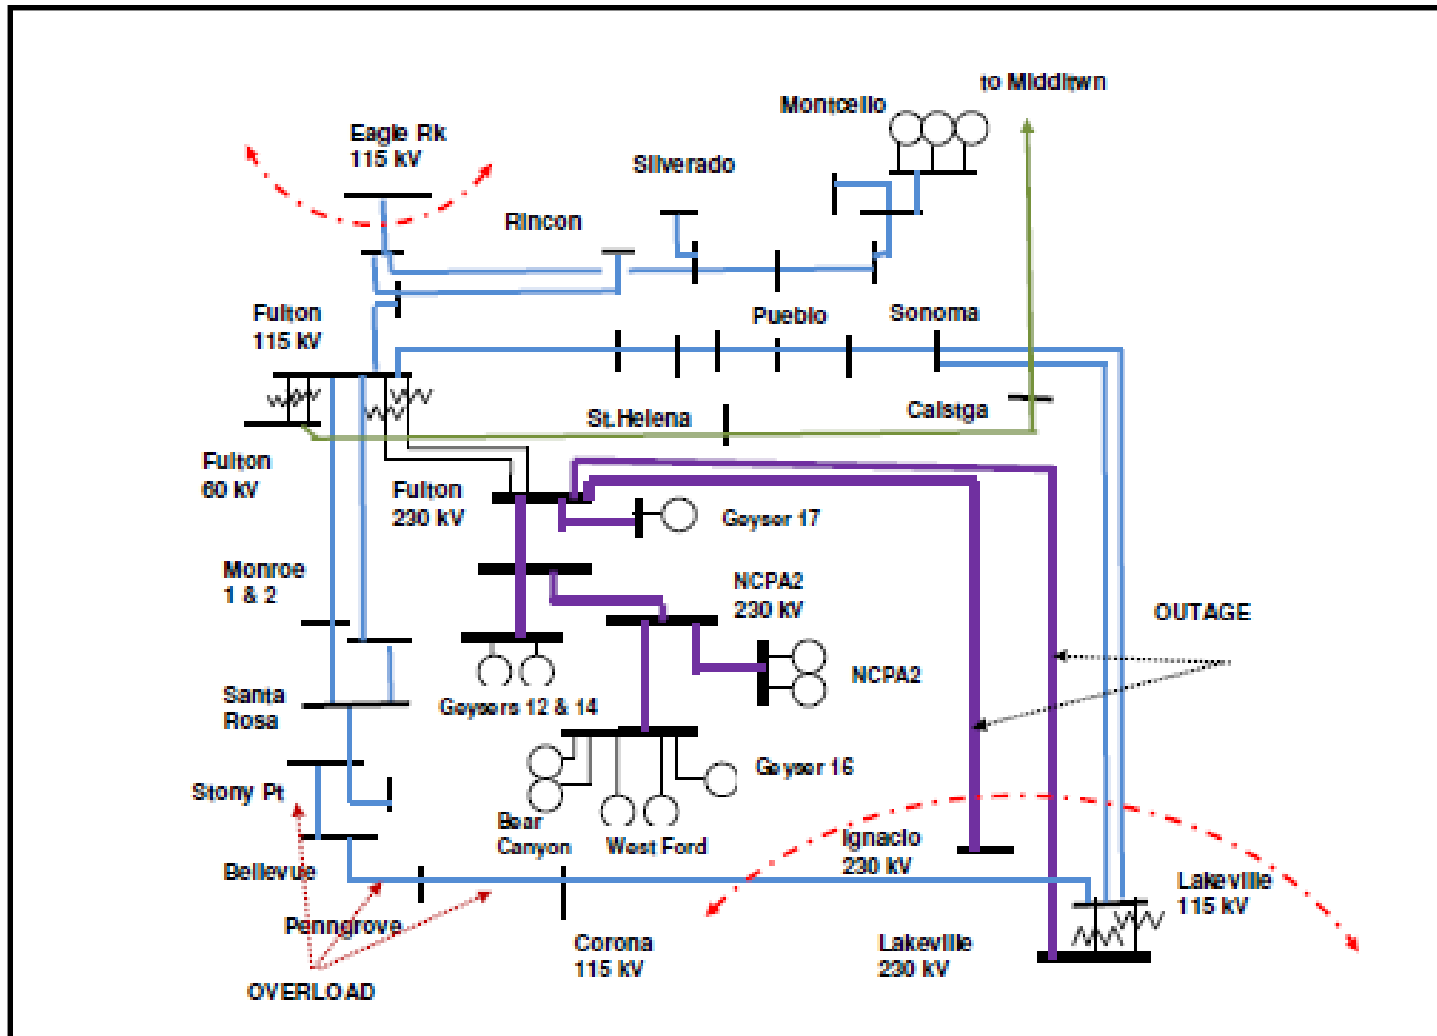 to Middltwn
Montcello
Eagle Rk
115 kV
Silverado
Rincon
Fulton
115 kV
Pueblo
Sonoma
St.Helena
Calstga
Fulton
60 kV
Fulton
230 kV
Geyser 17
Monroe
1 & 2
NCPA2
230 kV
OUTAGE
NCPA2
Santa
Rosa
Geysers 12 & 14
Geyser 16
Stony Pt
Bear
Canyon
West Ford
Ignacio
230 kV
Bellevue
Lakeville
115 kV
Penngrove
Corona
115 kV
Lakeville
230 kV
OVERLOAD